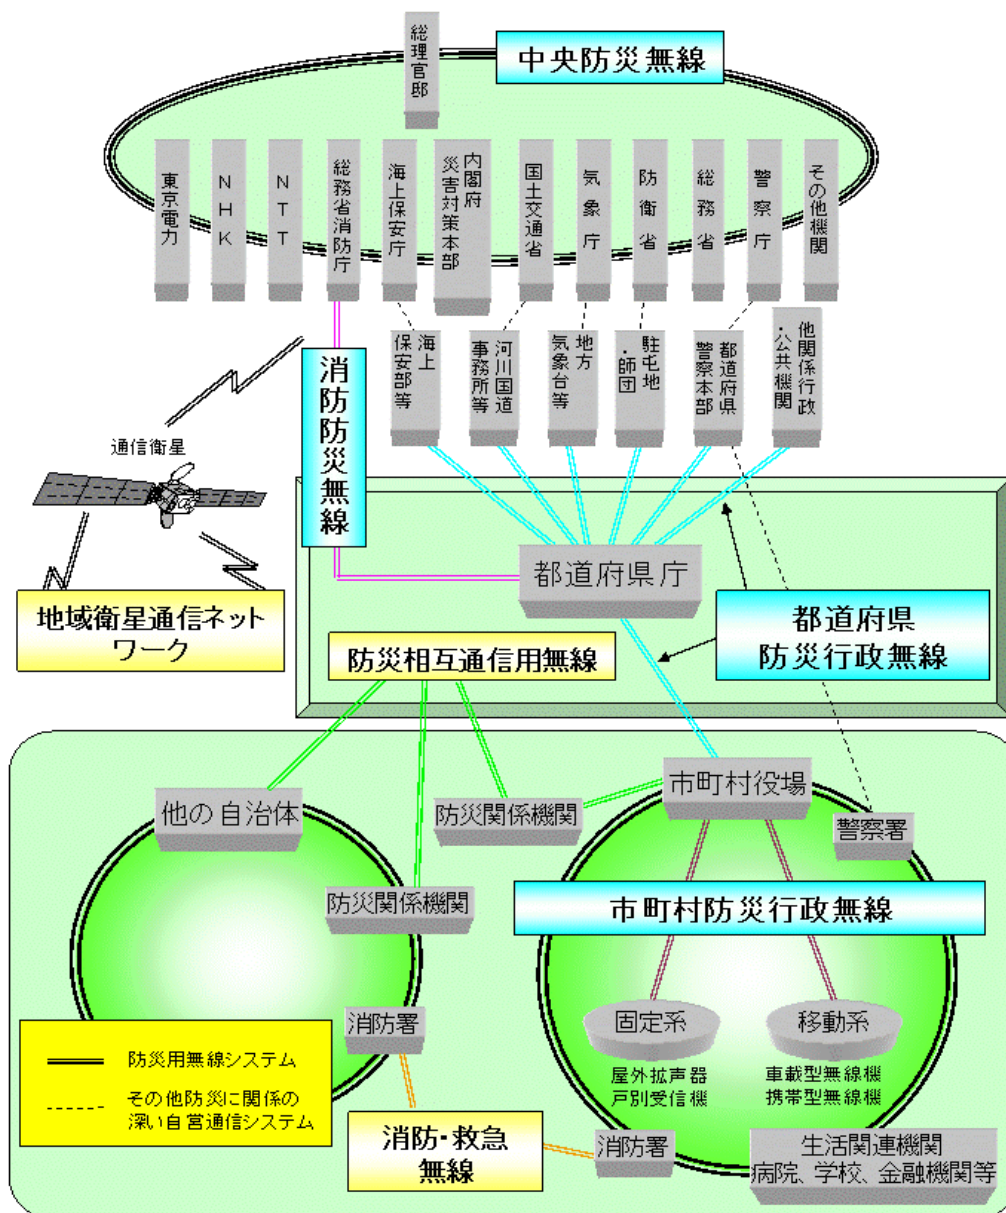 総理官邸
中央防災無線
東京電力
NHK
NTT
総務省消防庁
海上保安庁
内閣府
災害対策本部
国土交通省
気象庁
防衛省
総務省
警察庁
その他機関
海上
保安部等
河川国道
事務所等
地方
気象台等
駐屯地
・師団
都道府県
警察本部
他関係行政
・公共機関
消防防災無線
通信衛星
都道府県庁
地域衛星通信ネット
ワーク
防災相互通信用無線
都道府県
防災行政無線
他の自治体
防災関係機関
市町村役場
警察署
防災関係機関
市町村防災行政無線
消防署
固定系
移動系
屋外拡声器
戸別受信機
車載型無線機
携帯型無線機
防災用無線システム
その他防災に関係の
深い自営通信システム
消防・救急
無線
消防署
生活関連機関
病院、学校、金融機関等